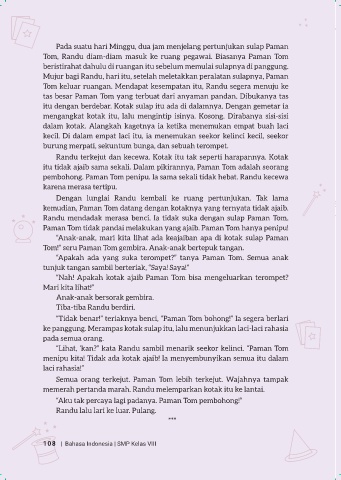 Pada suatu hari Minggu, dua jam menjelang pertunjukan sulap Paman
Tom, Randu diam-diam masuk ke ruang pegawai. Biasanya Paman Tom
beristirahat dahulu di ruangan itu sebelum memulai sulapnya di panggung.
Mujur bagi Randu, hari itu, setelah meletakkan peralatan sulapnya, Paman
Tom keluar ruangan. Mendapat kesempatan itu, Randu segera menuju ke
tas besar Paman Tom yang terbuat dari anyaman pandan. Dibukanya tas
itu dengan berdebar. Kotak sulap itu ada di dalamnya. Dengan gemetar ia
mengangkat kotak itu, lalu mengintip isinya. Kosong. Dirabanya sisi-sisi
dalam kotak. Alangkah kagetnya ia ketika menemukan empat buah laci
kecil. Di dalam empat laci itu, ia menemukan seekor kelinci kecil, seekor
burung merpati, sekuntum bunga, dan sebuah terompet.
Randu terkejut dan kecewa. Kotak itu tak seperti harapannya. Kotak
itu tidak ajaib sama sekali. Dalam pikirannya, Paman Tom adalah seorang
pembohong. Paman Tom penipu. Ia sama sekali tidak hebat. Randu kecewa
karena merasa tertipu.
Dengan lunglai Randu kembali ke ruang pertunjukan. Tak lama
kemudian, Paman Tom datang dengan kotaknya yang ternyata tidak ajaib.
Randu mendadak merasa benci. Ia tidak suka dengan sulap Paman Tom.
Paman Tom tidak pandai melakukan yang ajaib. Paman Tom hanya penipu!
"Anak-anak, mari kita lihat ada keajaiban apa di kotak sulap Paman
Tom!" seru Paman Tom gembira. Anak-anak bertepuk tangan.
"Apakah ada yang suka terompet?" tanya Paman Tom. Semua anak
tunjuk tangan sambil berteriak, "Saya! Saya!"
"Nah! Apakah kotak ajaib Paman Tom bisa mengeluarkan terompet?
Mari kita lihat!"
Anak-anak bersorak gembira.
Tiba-tiba Randu berdiri.
"Tidak benar!" teriaknya benci, "Paman Tom bohong!" Ia segera berlari
ke panggung. Merampas kotak sulap itu, lalu menunjukkan laci-laci rahasia
pada semua orang.
"Lihat, 'kan?" kata Randu sambil menarik seekor kelinci. "Paman Tom
menipu kita! Tidak ada kotak ajaib! Ia menyembunyikan semua itu dalam
laci rahasia!"
Semua orang terkejut. Paman Tom lebih terkejut. Wajahnya tampak
memerah pertanda marah. Randu melemparkan kotak itu ke lantai.
"Aku tak percaya lagi padanya. Paman Tom pembohong!"
Randu lalu lari ke luar. Pulang.
***
108 | Bahasa Indonesia | SMP Kelas VIII